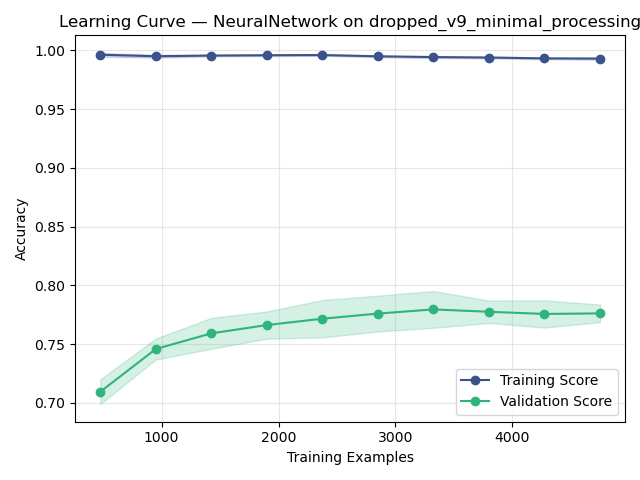 Learning Curve — NeuralNetwork on dropped_v9_minimal_processing
1.00
0.95
0.90
0.85
0.80
0.75
0.70
Accuracy
1000
2000
3000
4000
Training Examples
Training Score
Validation Score